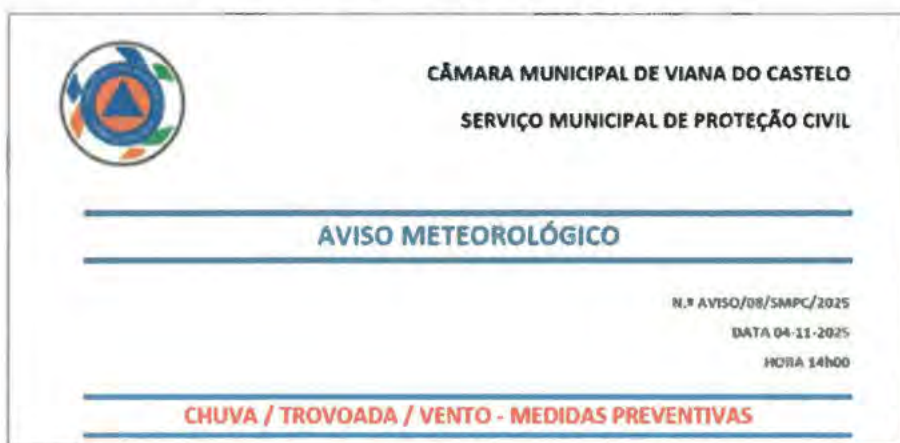 CÂMARA MUNICIPAL DE VIANA DO CASTELO
SERVIÇO MUNICIPAL DE PROTEÇÃO CIVIL
AVISO METEOROLÓGICO
N.º AVISO/08/SMPC/2025
DATA 04-11-2025
HORA 14h00
CHUVA / TROVOADA / VENTO - MEDIDAS PREVENTIVAS